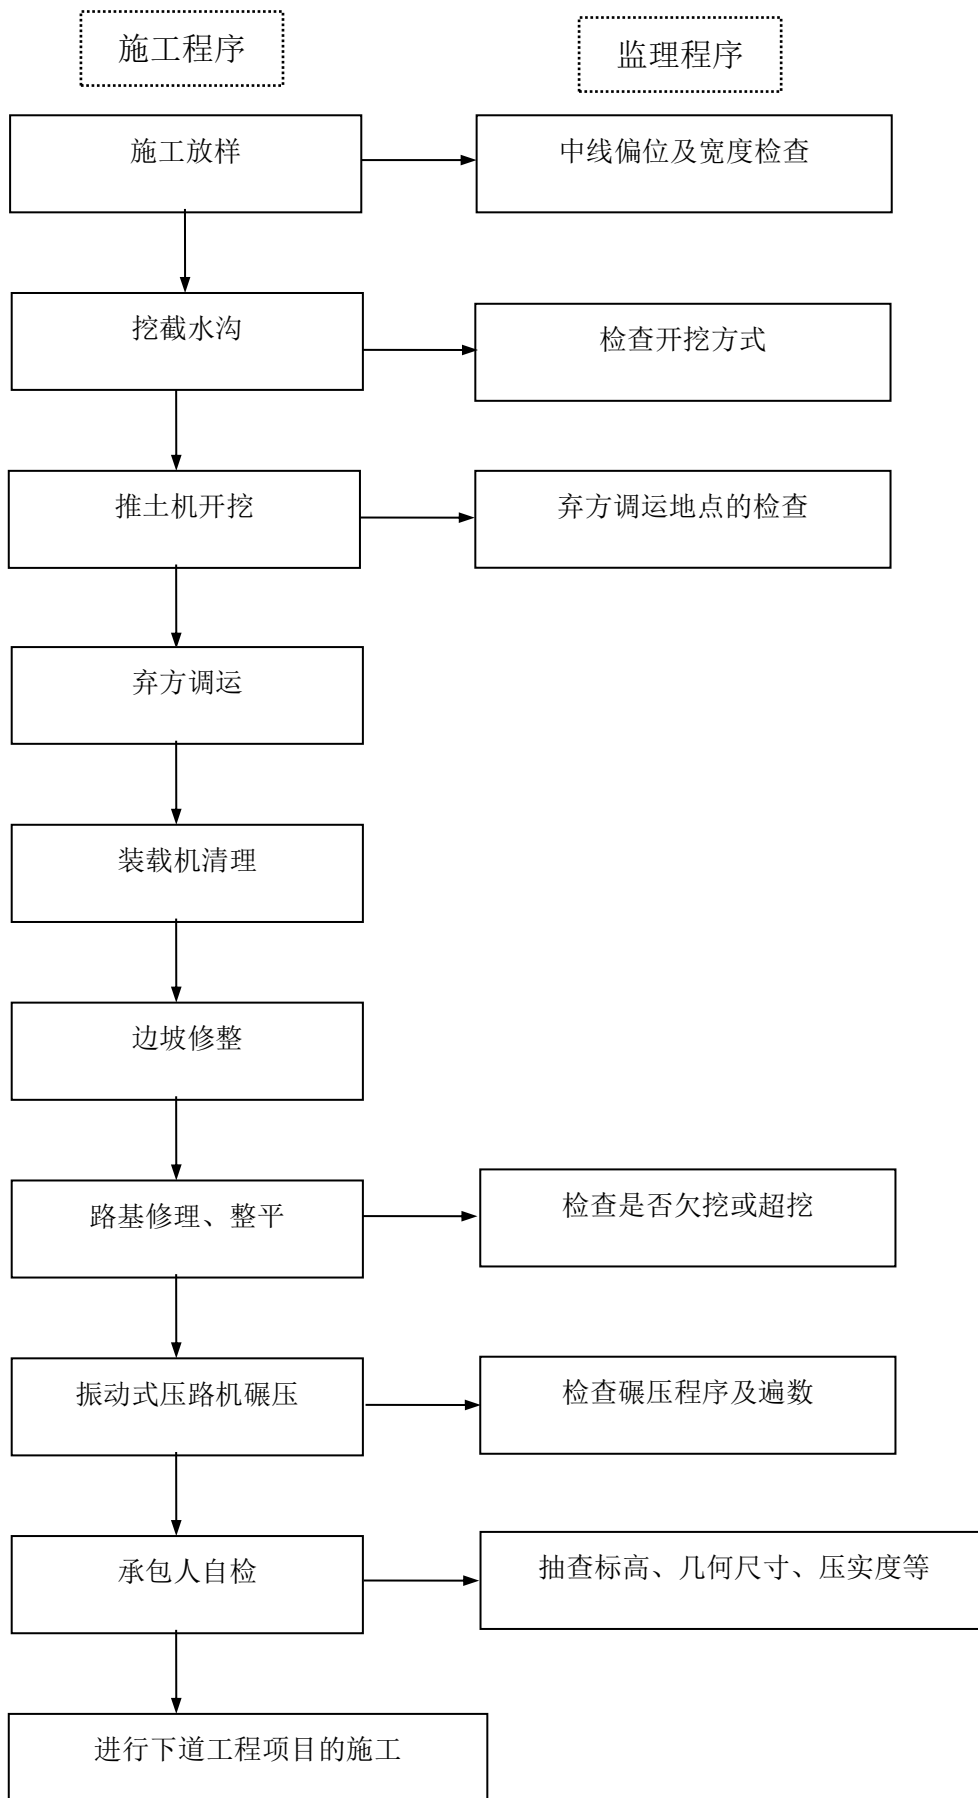 施工程序
监理程序
施工放样
中线偏位及宽度检查
挖截水沟
检查开挖方式
推土机开挖
弃方调运地点的检查
弃方调运
装载机清理
边坡修整
路基修理、整平
检查是否欠挖或超挖
振动式压路机碾压
检查碾压程序及遍数
承包人自检
抽查标高、几何尺寸、压实度等
进行下道工程项目的施工